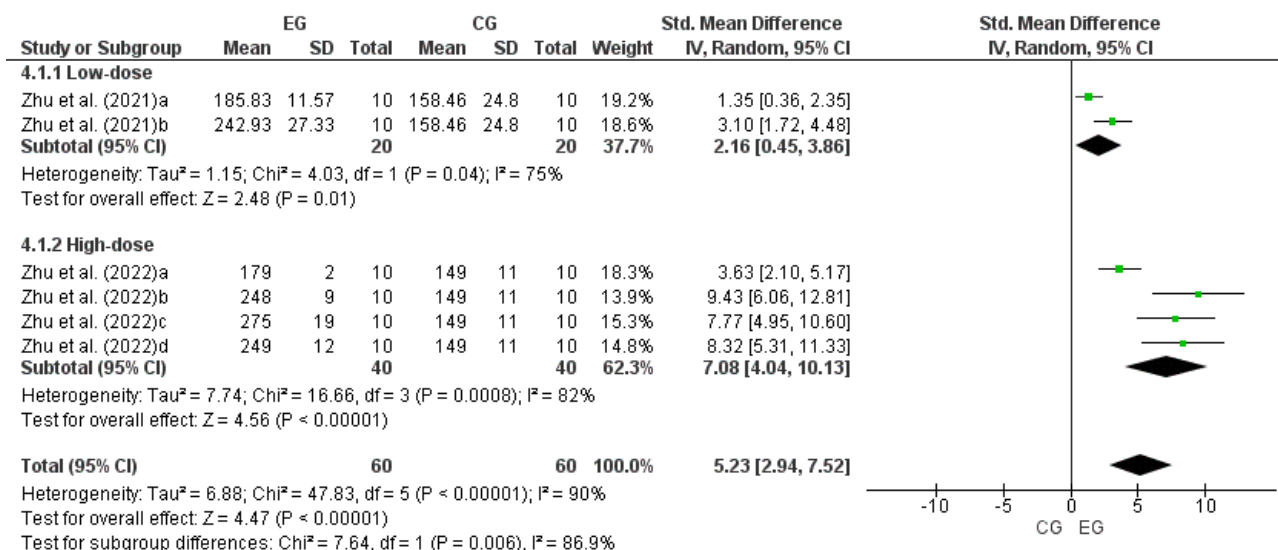 EG CG Std. Mean Difference Std. Mean Difference
Study or Subgroup Mean SD Total Mean SD Total Weight IV, Random, 95% CI IV, Random, 95% CI
4.1.1 Low-dose
Zhu et al. (2021)a 185.83 11.57 10 158.46 24.8 10 19.2% 1.35 [0.36, 2.35]
Zhu et al. (2021)b 242.93 27.33 10 158.46 24.8 10 18.6% 3.10 [1.72, 4.48]
Subtotal (95% CI) 20 20 37.7% 2.16 [0.45, 3.86]
Heterogeneity: Tau² = 1.15; Chi² = 4.03, df = 1 (P = 0.04); I² = 75%
Test for overall effect: Z = 2.48 (P = 0.01)
4.1.2 High-dose
Zhu et al. (2022)a 179 2 10 149 11 10 18.3% 3.63 [2.10, 5.17]
Zhu et al. (2022)b 248 9 10 149 11 10 13.9% 9.43 [6.06, 12.81]
Zhu et al. (2022)c 275 19 10 149 11 10 15.3% 7.77 [4.95, 10.60]
Zhu et al. (2022)d 249 12 10 149 11 10 14.8% 8.32 [5.31, 11.33]
Subtotal (95% CI) 40 40 62.3% 7.08 [4.04, 10.13]
Heterogeneity: Tau² = 7.74; Chi² = 16.66, df = 3 (P = 0.0008); I² = 82%
Test for overall effect: Z = 4.56 (P < 0.00001)
Total (95% CI) 60 60 100.0% 5.23 [2.94, 7.52]
Heterogeneity: Tau² = 6.88; Chi² = 47.83, df = 5 (P < 0.00001); I² = 90%
Test for overall effect: Z = 4.47 (P < 0.00001)
Test for subgroup differences: Chi² = 7.64, df = 1 (P = 0.006), I² = 86.9%
-10 -5 0 5 10
CG EG